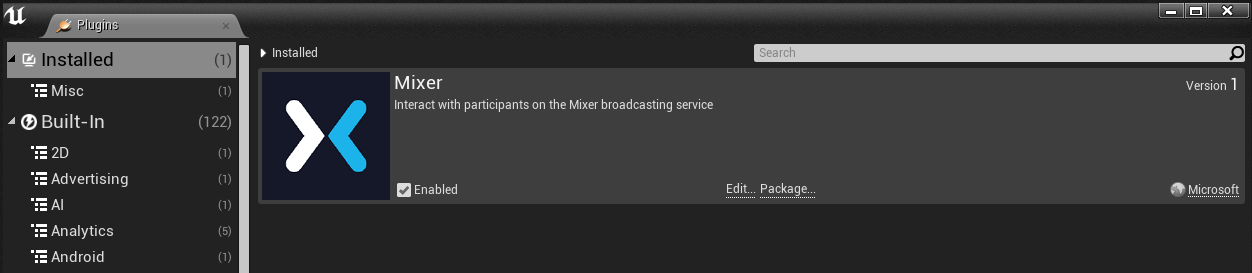 Plugins
Installed (1)
Misc (1)
Built-In (122)
2D (1)
Advertising (1)
AI (1)
Analytics (5)
Android (1)
Installed
Search
Mixer
Version 1
Interact with participants on the Mixer broadcasting service
Enabled
Edit... Package...
Microsoft